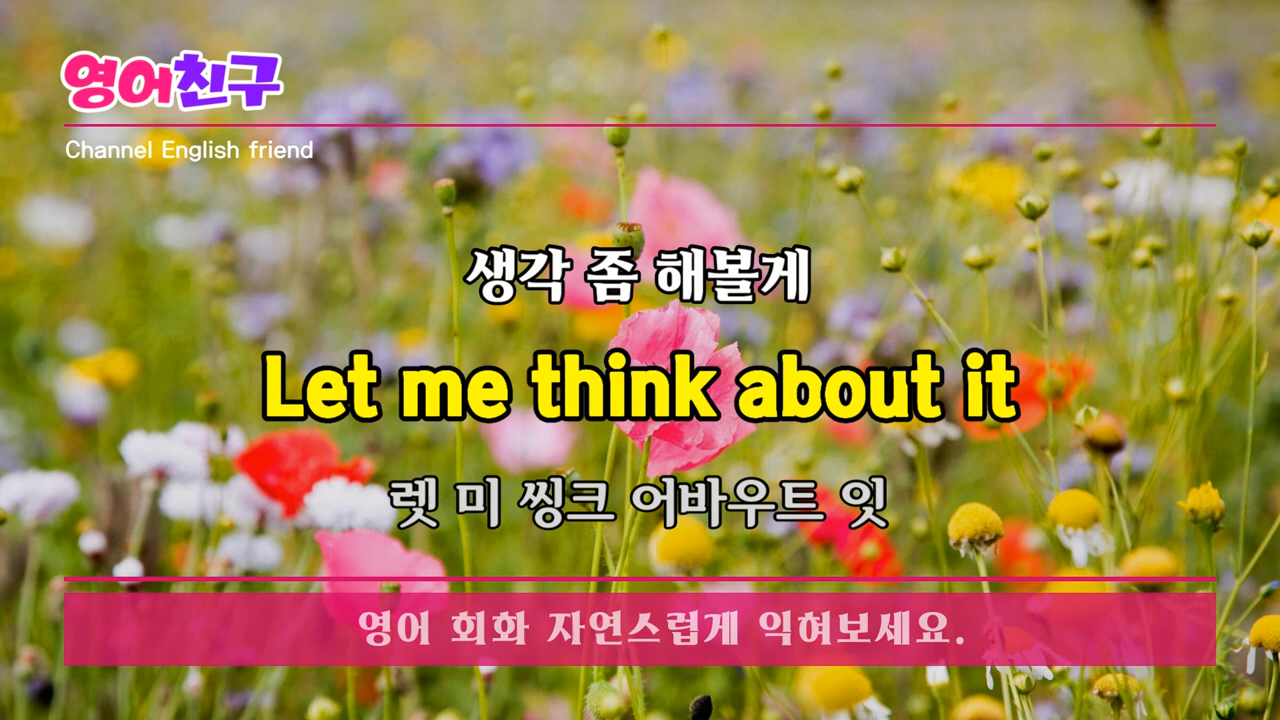 영어친구
Channel English friend
생각 좀 해볼게
Let me think about it
렛 미 씽크 어바우트 잇
영어 회화 자연스럽게 익혀보세요.